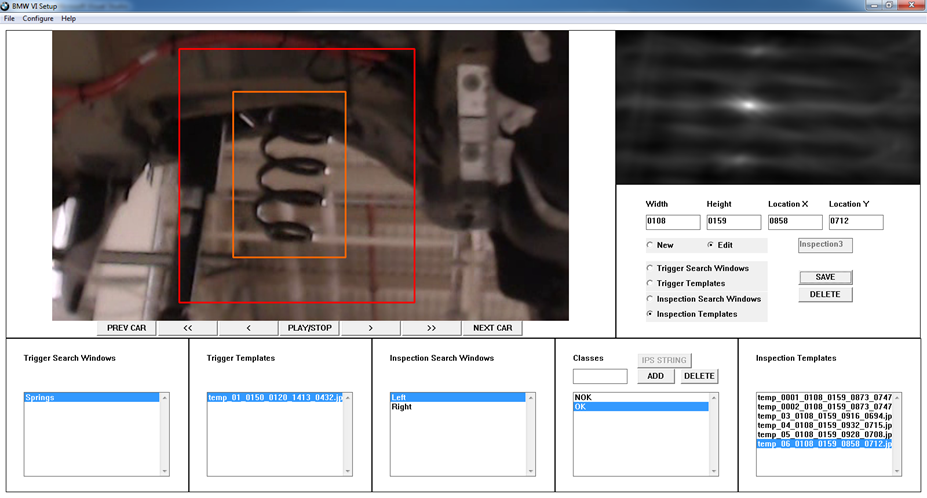 BMW VI Setup
File Configure Help
Width Height Location X Location Y
0108 0159 0858 0712
New Edit Inspection3
Trigger Search Windows
Trigger Templates
Inspection Search Windows
Inspection Templates
SAVE
DELETE
PREV CAR << < PLAY/STOP > >> NEXT CAR
Trigger Search Windows
Springs
Trigger Templates
temp_01_0150_0120_1413_0432.jp
Inspection Search Windows
Left
Right
Classes IPS STRING
ADD DELETE
NOK
OK
Inspection Templates
temp_0001_0108_0159_0873_0747
temp_0002_0108_0159_0873_0747
temp_03_0108_0159_0916_0694.jp
temp_04_0108_0159_0932_0715.jp
temp_05_0108_0159_0928_0708.jp
temp_06_0108_0159_0858_0712.jp